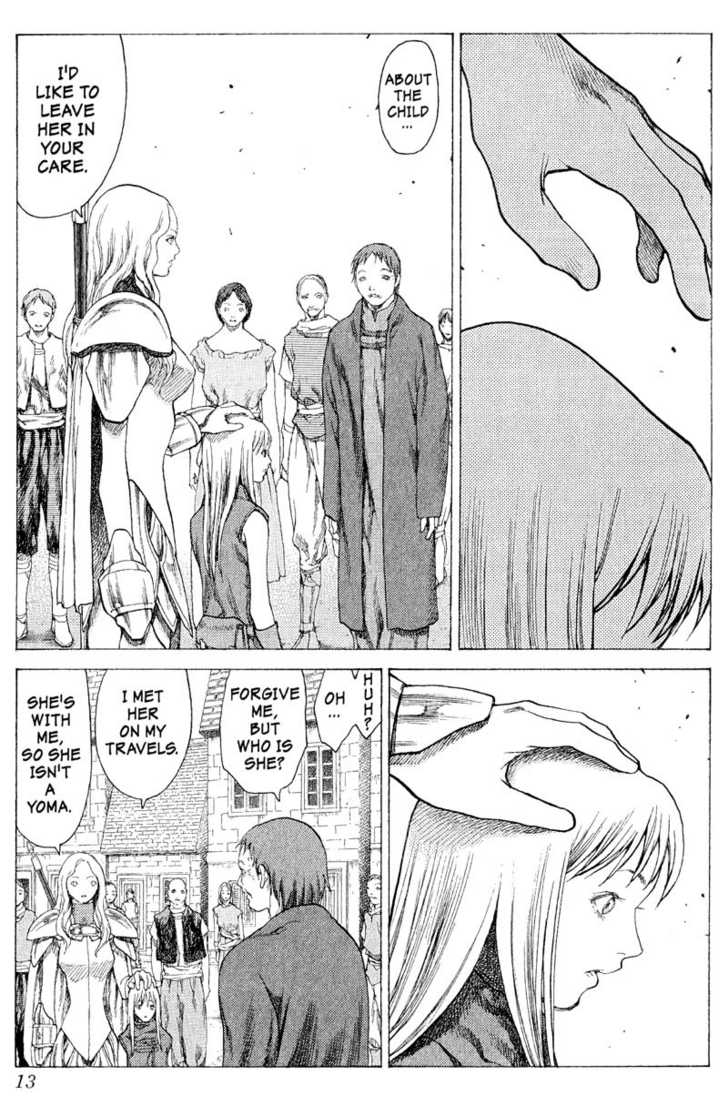 ABOUT
THE
CHILD
...
I'D
LIKE TO
LEAVE
HER IN
YOUR
CARE.
HUH?
OH
...
FORGIVE
ME,
BUT
WHO IS
SHE?
I MET
HER
ON MY
TRAVELS.
SHE'S
WITH
ME,
SO SHE
ISN'T
A
YOMA.
13